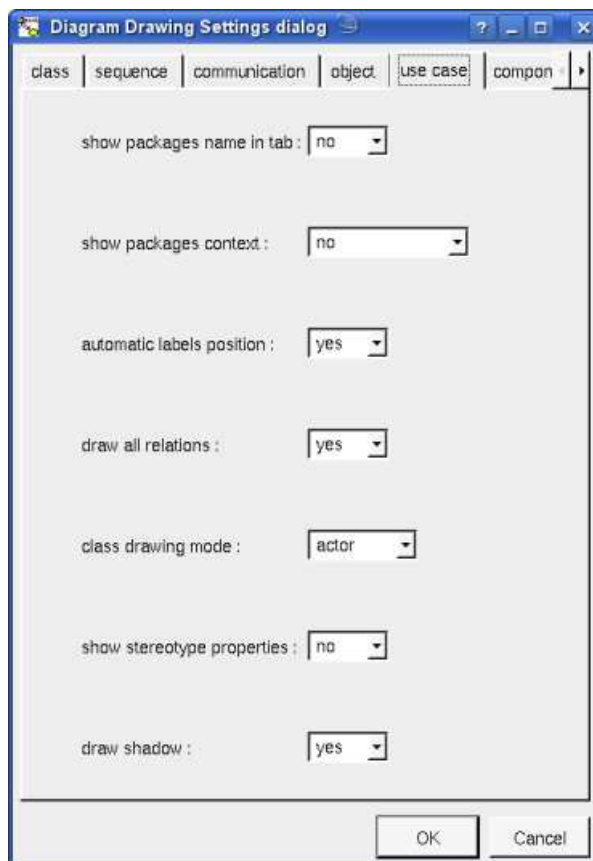 Diagram Drawing Settings dialog
class sequence communication object use case compon
show packages name in tab : no
show packages context : no
automatic labels position : yes
draw all relations : yes
class drawing mode : actor
show stereotype properties : no
draw shadow : yes
OK Cancel